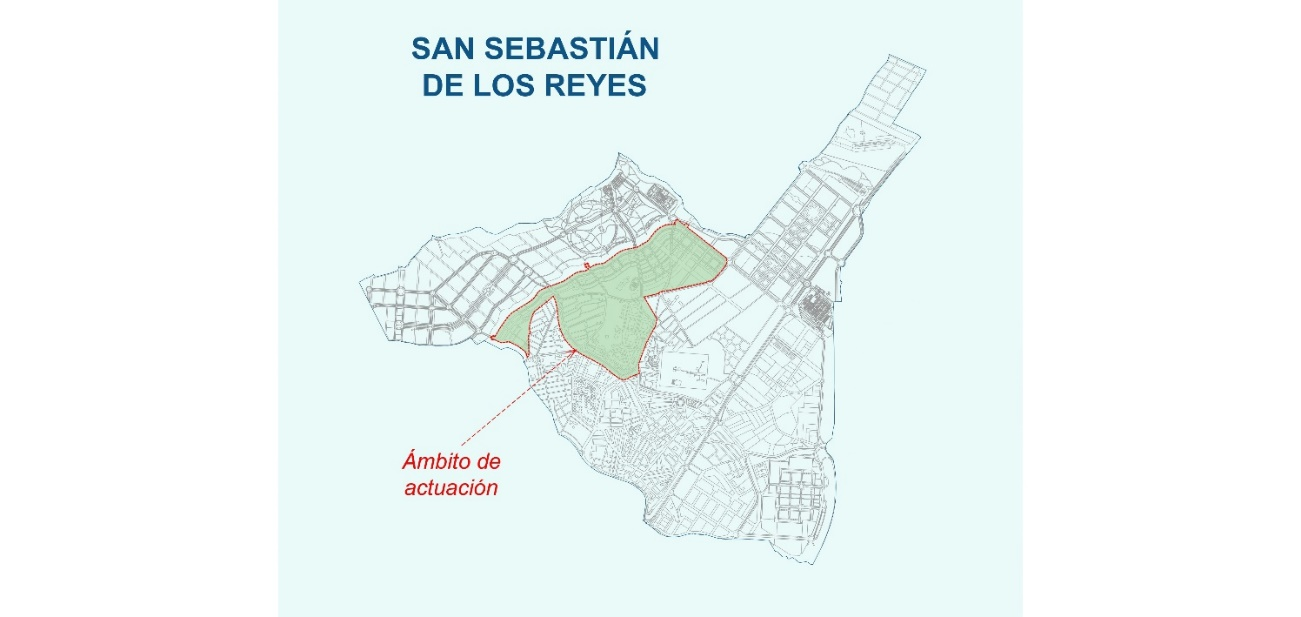 SAN SEBASTIÁN
DE LOS REYES
Ámbito de
actuación